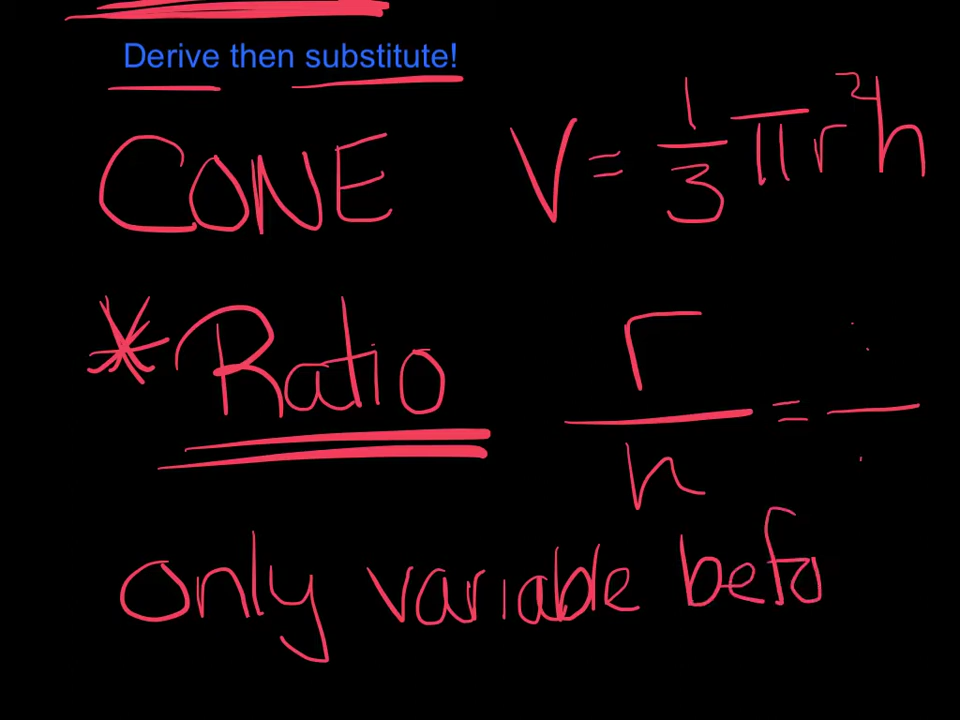 Derive then substitute!
CONE V = 1/3 πr²h
* Ratio r/h =
only variable befo